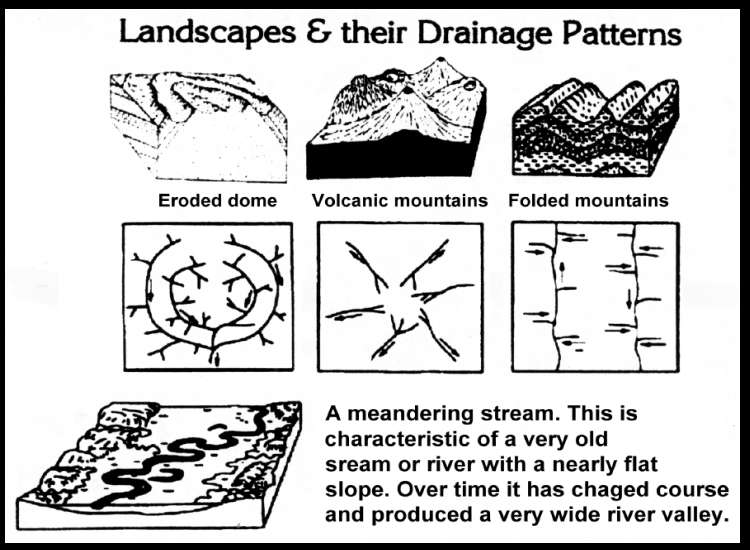 Landscapes & their Drainage Patterns
Eroded dome
Volcanic mountains
Folded mountains
A meandering stream. This is
characteristic of a very old
sream or river with a nearly flat
slope. Over time it has chaged course
and produced a very wide river valley.